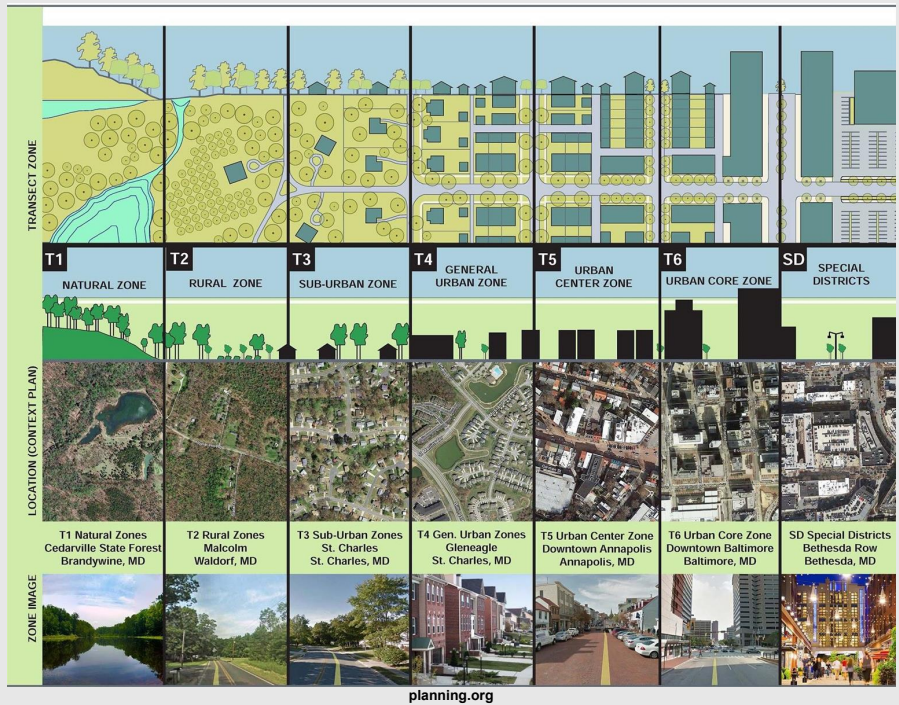 TRANSECT ZONE
T1
NATURAL ZONE
T2
RURAL ZONE
T3
SUB-URBAN ZONE
T4
GENERAL
URBAN ZONE
T5
URBAN
CENTER ZONE
T6
URBAN CORE ZONE
SD
SPECIAL
DISTRICTS
LOCATION (CONTEXT PLAN)
T1 Natural Zones
Cedarville State Forest
Brandywine, MD
T2 Rural Zones
Malcolm
Waldorf, MD
T3 Sub-Urban Zones
St. Charles
St. Charles, MD
T4 Gen. Urban Zones
Gleneagle
St. Charles, MD
T5 Urban Center Zone
Downtown Annapolis
Annapolis, MD
T6 Urban Core Zone
Downtown Baltimore
Baltimore, MD
SD Special Districts
Bethesda Row
Bethesda, MD
ZONE IMAGE
planning.org